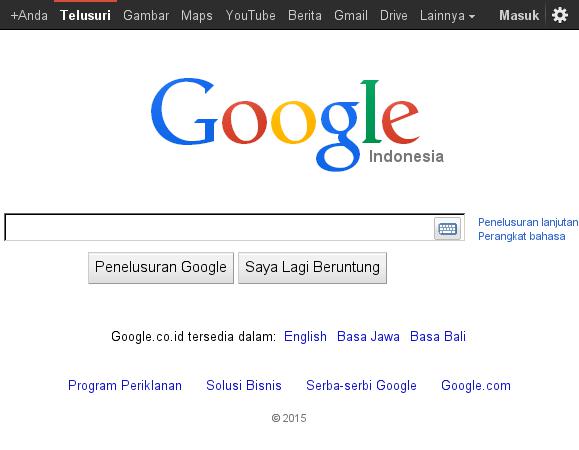 +Anda Telusuri Gambar Maps YouTube Berita Gmail Drive Lainnya Masuk
Google
Indonesia
Penelusuran lanjutan
Perangkat bahasa
Penelusuran Google Saya Lagi Beruntung
Google.co.id tersedia dalam: English Basa Jawa Basa Bali
Program Periklanan Solusi Bisnis Serba-serbi Google Google.com
© 2015